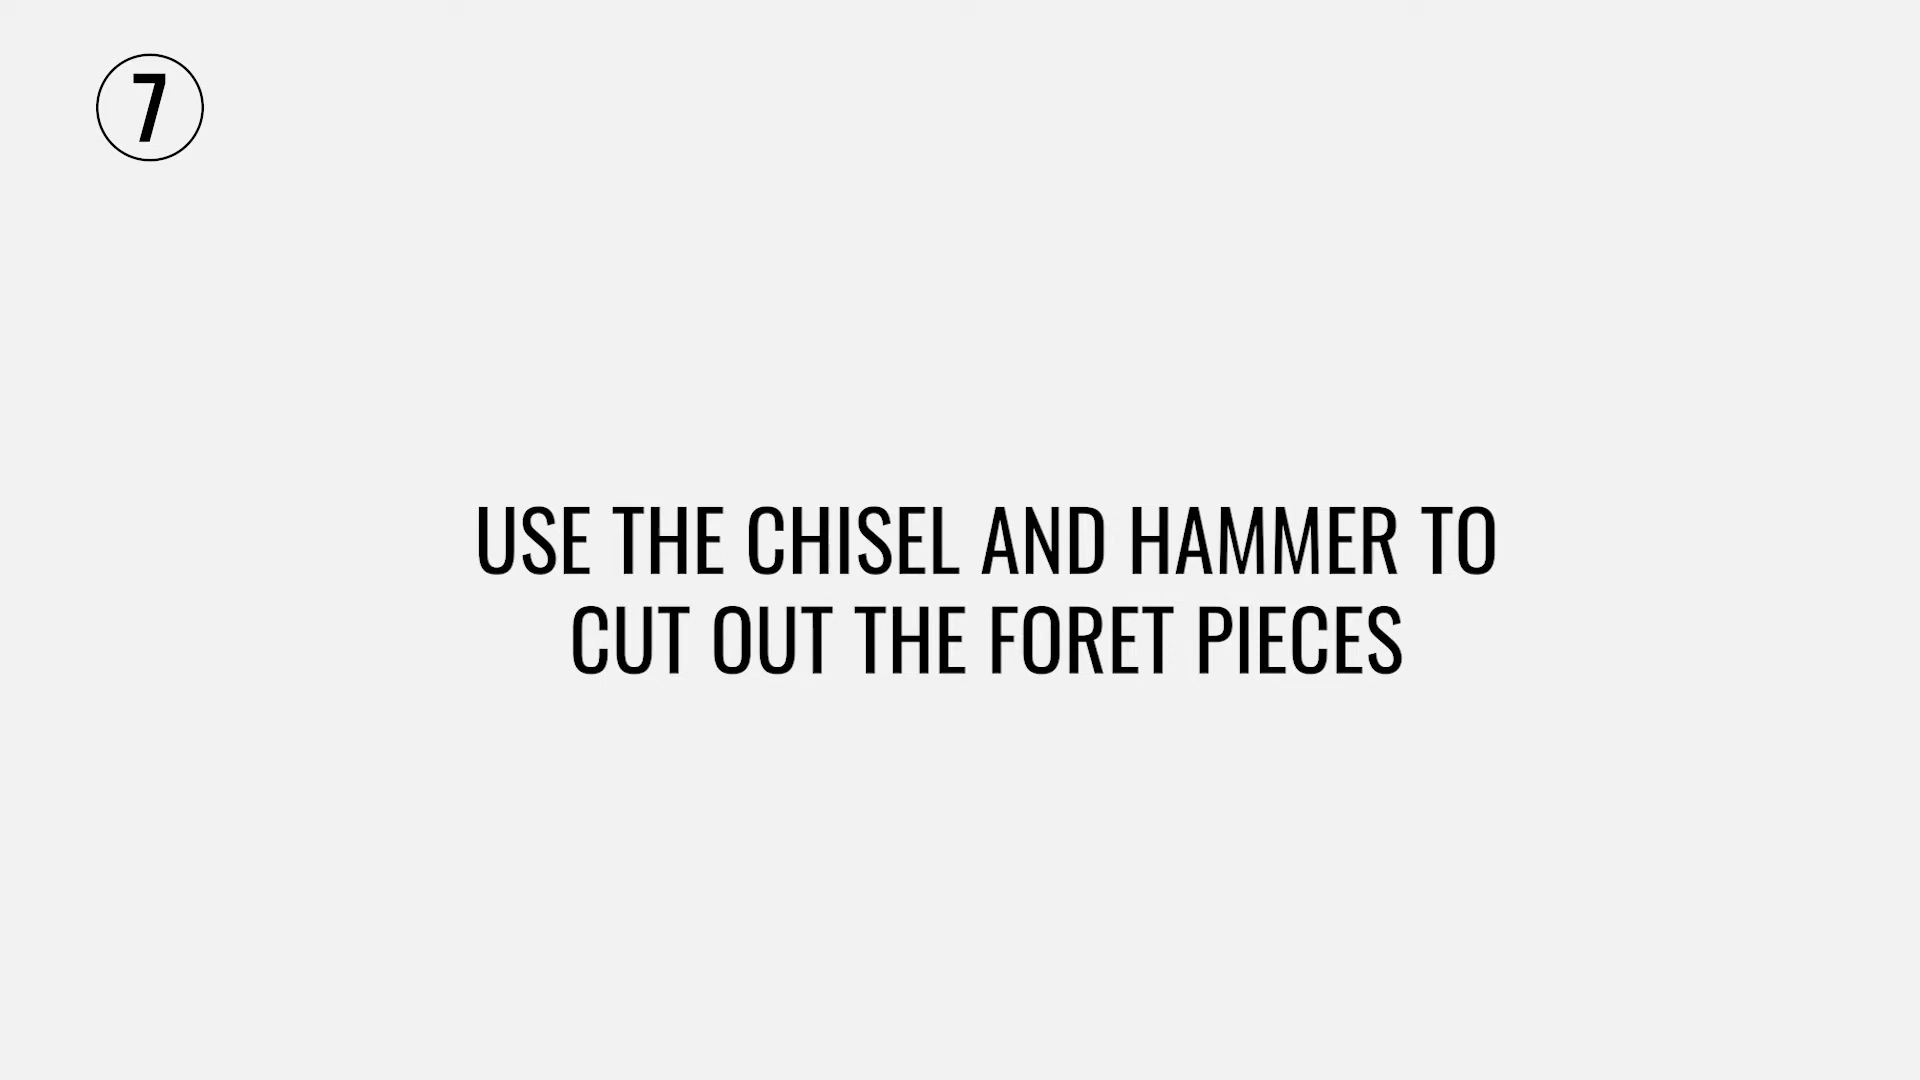 7
USE THE CHISEL AND HAMMER TO
CUT OUT THE FORET PIECES